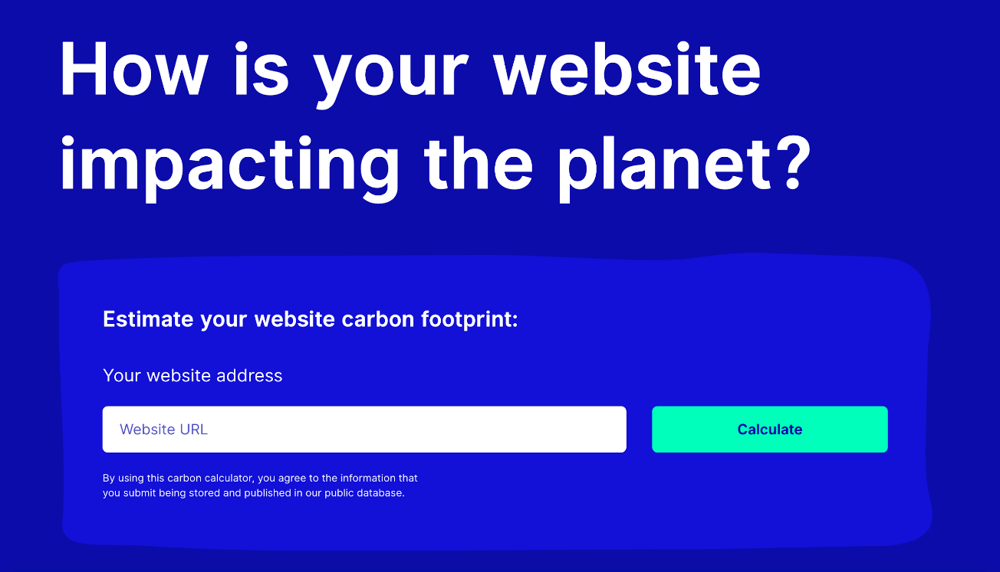 How is your website
impacting the planet?
Estimate your website carbon footprint:
Your website address
Website URL
Calculate
By using this carbon calculator, you agree to the information that
you submit being stored and published in our public database.